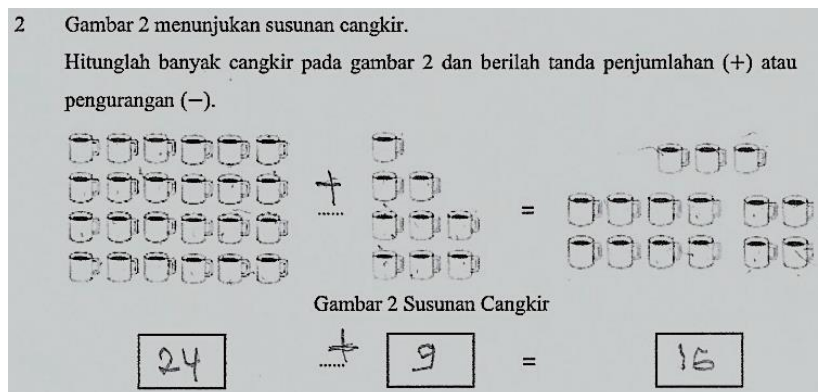 2 Gambar 2 menunjukan susunan cangkir.
Hitunglah banyak cangkir pada gambar 2 dan berilah tanda penjumlahan (+) atau
pengurangan (−).
+ ...... =
Gambar 2 Susunan Cangkir
24 + ...... 9 = 16